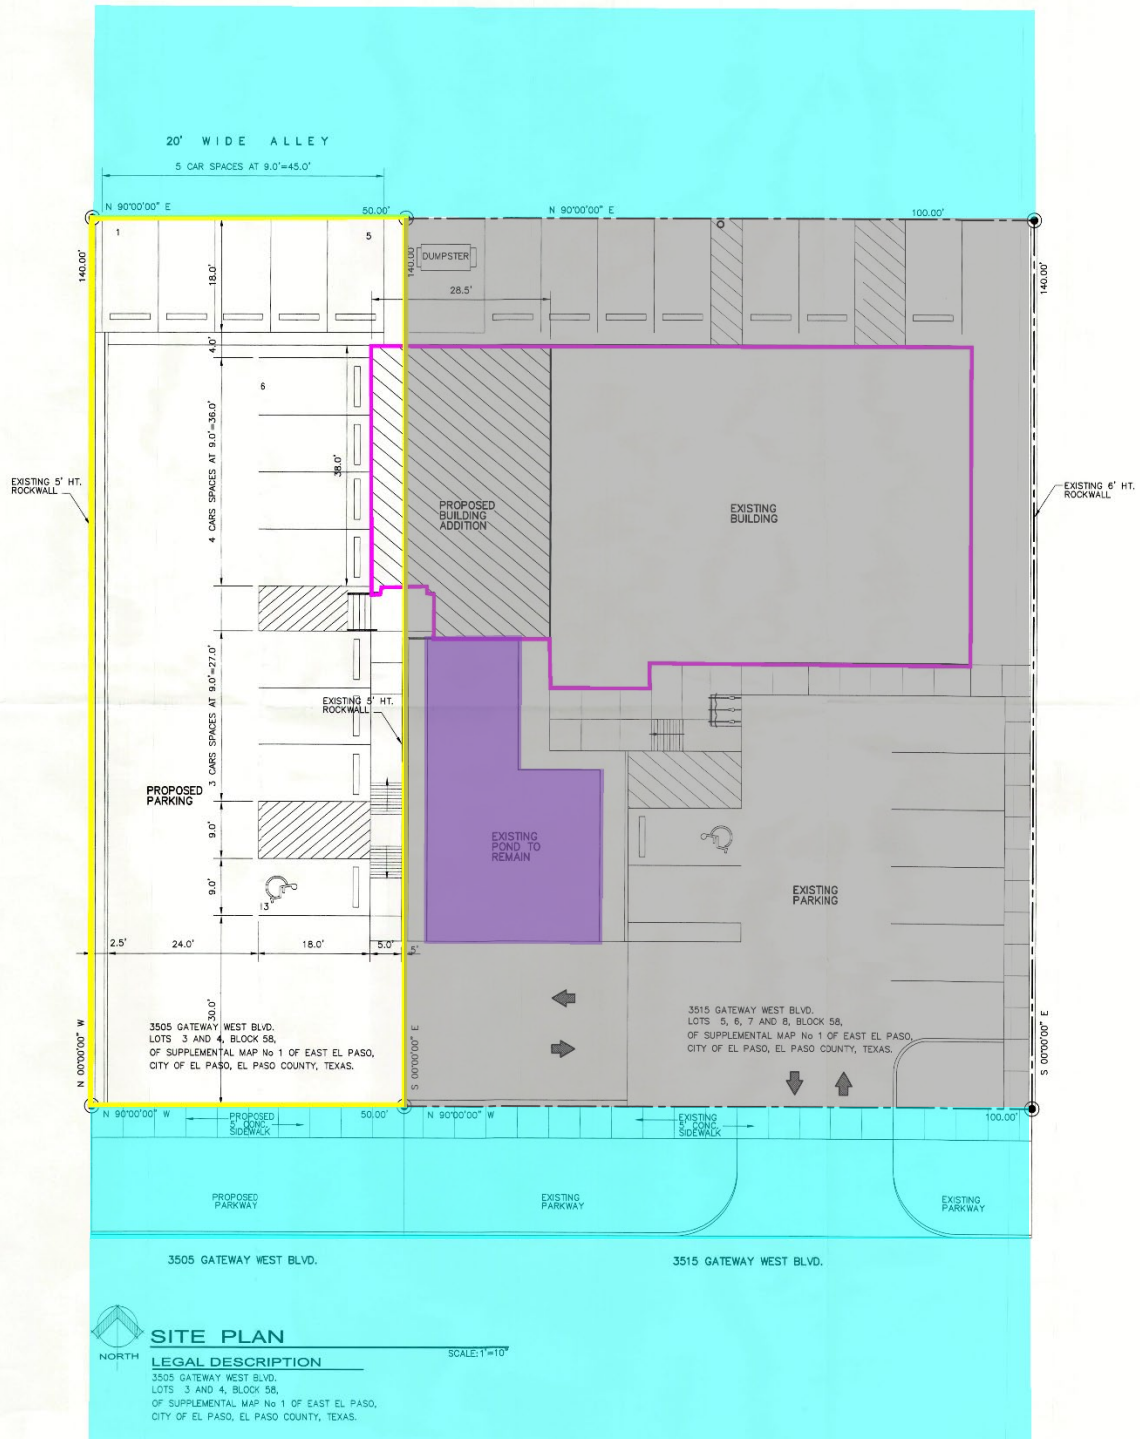 20' WIDE ALLEY
5 CAR SPACES AT 9.0'=45.0'
N 90°00'00" E
50.00'
N 90°00'00" E
100.00'
1
5
DUMPSTER
140.00'
18.0'
140.00'
140.00'
28.5'
4.0'
6
4 CARS SPACES AT 9.0'=36.0'
38.0'
EXISTING 5' HT.
ROCKWALL
PROPOSED
BUILDING
ADDITION
EXISTING
BUILDING
EXISTING 6' HT.
ROCKWALL
3 CARS SPACES AT 9.0'=27.0'
EXISTING 5' HT.
ROCKWALL
PROPOSED
PARKING
9.0'
EXISTING
POND TO
REMAIN
9.0'
13
EXISTING
PARKING
2.5'
24.0'
18.0'
5.0'
.5'
30.0'
3505 GATEWAY WEST BLVD.
LOTS 3 AND 4, BLOCK 58,
OF SUPPLEMENTAL MAP No 1 OF EAST EL PASO,
CITY OF EL PASO, EL PASO COUNTY, TEXAS.
3515 GATEWAY WEST BLVD.
LOTS 5, 6, 7 AND 8, BLOCK 58,
OF SUPPLEMENTAL MAP No 1 OF EAST EL PASO,
CITY OF EL PASO, EL PASO COUNTY, TEXAS.
N 00°00'00" W
S 00°00'00" E
S 00°00'00" E
N 90°00'00" W
PROPOSED
5' CONC.
SIDEWALK
50.00'
N 90°00'00" W
EXISTING
5' CONC.
SIDEWALK
100.00'
PROPOSED
PARKWAY
EXISTING
PARKWAY
EXISTING
PARKWAY
3505 GATEWAY WEST BLVD.
3515 GATEWAY WEST BLVD.
NORTH
SITE PLAN
SCALE: 1"=10"
LEGAL DESCRIPTION
3505 GATEWAY WEST BLVD.
LOTS 3 AND 4, BLOCK 58,
OF SUPPLEMENTAL MAP No 1 OF EAST EL PASO,
CITY OF EL PASO, EL PASO COUNTY, TEXAS.